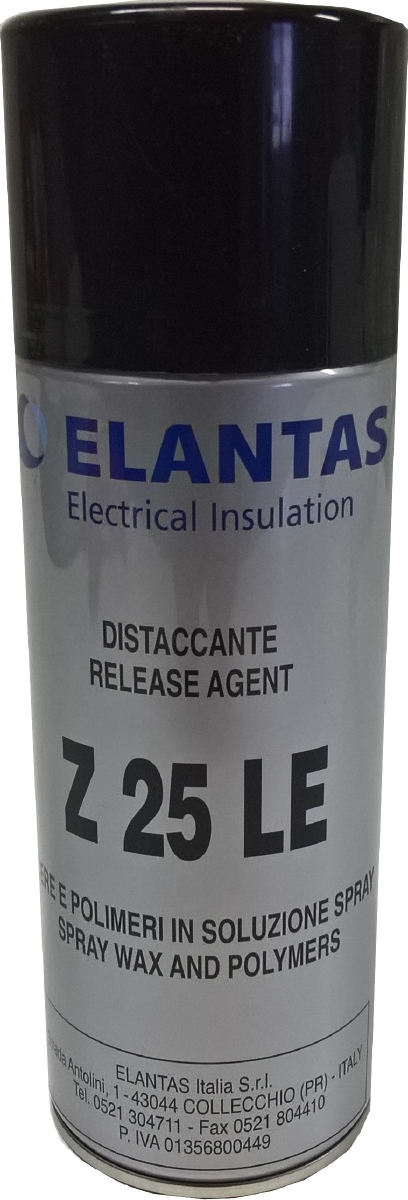 ELANTAS
Electrical Insulation
DISTACCANTE
RELEASE AGENT
Z 25 LE
E POLIMERI IN SOLUZIONE SPRAY
SPRAY WAX AND POLYMERS
ELANTAS Italia S.r.l.
Antolini, 1 - 43044 COLLECCHIO (PR) - ITALY
Tel. 0521 304711 - Fax 0521 804410
P. IVA 01356800449